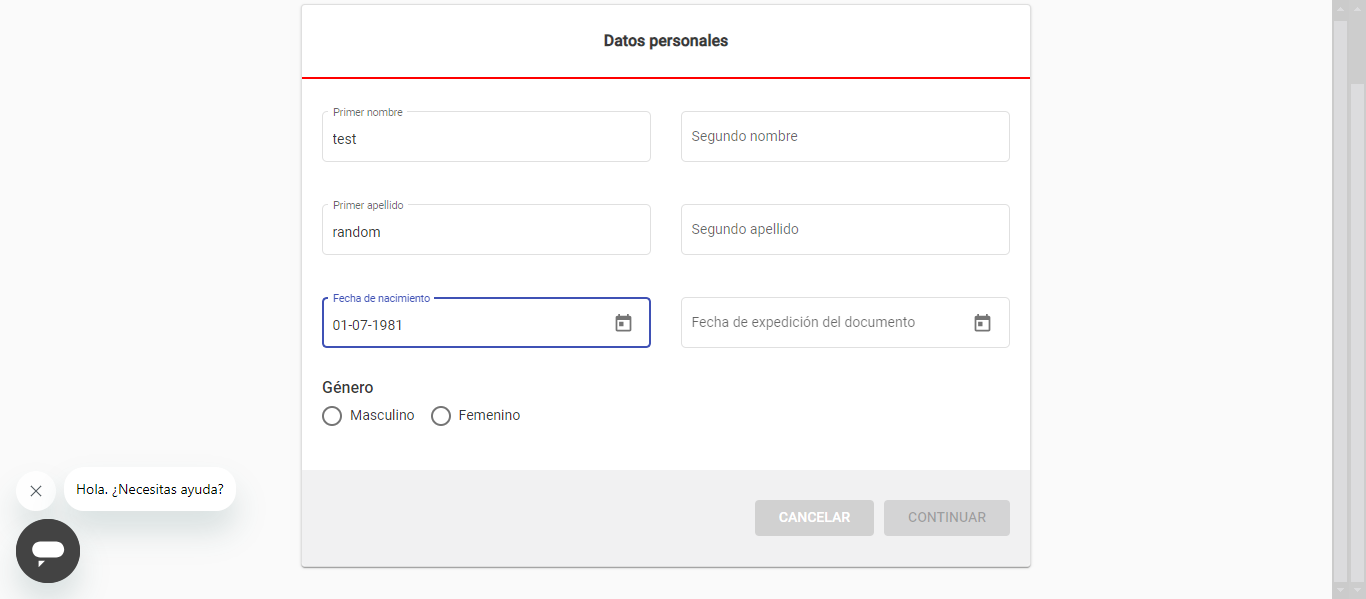 Datos personales
Primer nombre
test
Segundo nombre
Primer apellido
random
Segundo apellido
Fecha de nacimiento
01-07-1981
Fecha de expedición del documento
Género
Masculino Femenino
Hola. ¿Necesitas ayuda?
CANCELAR CONTINUAR